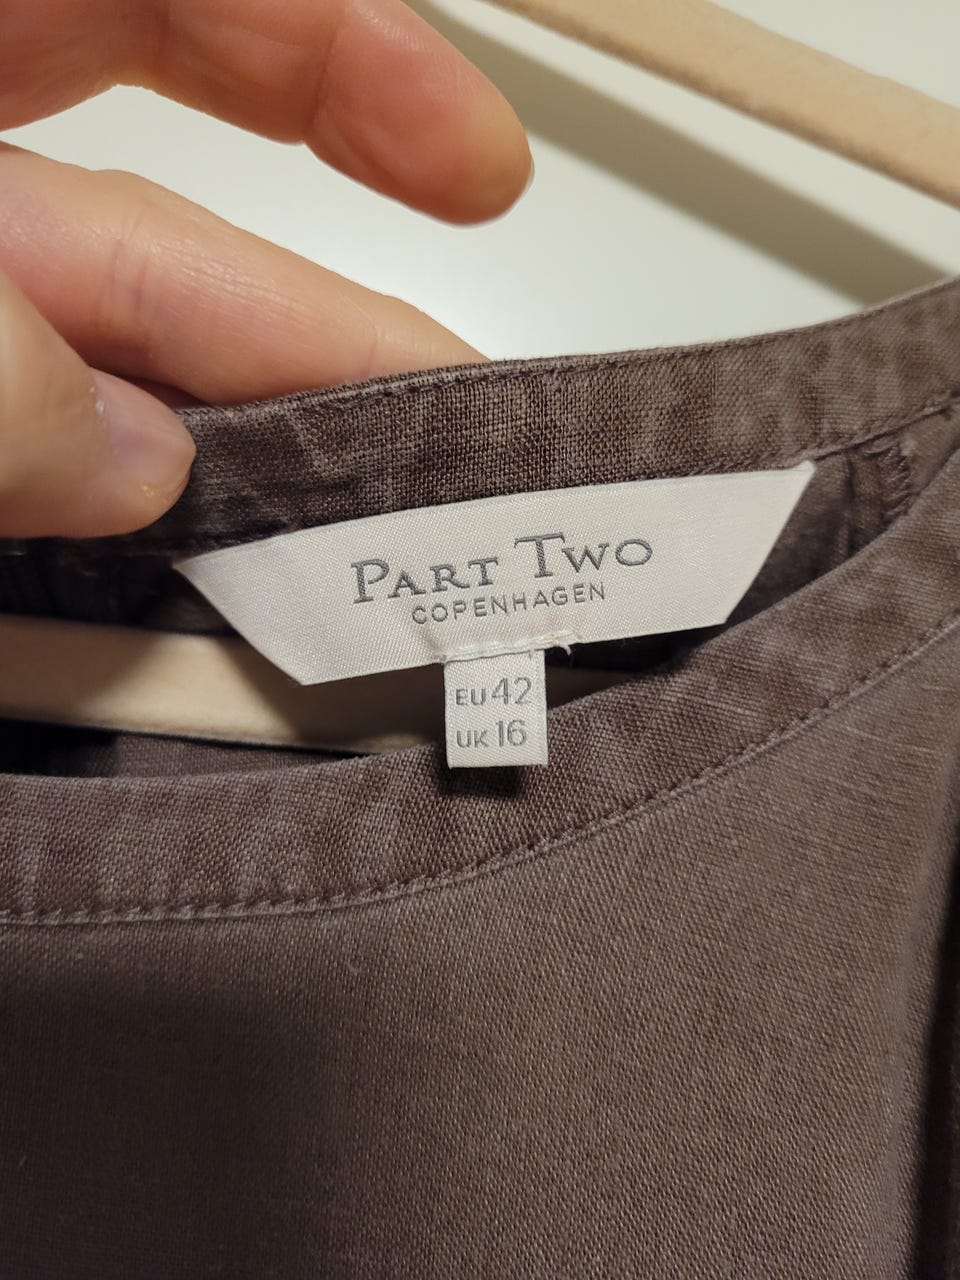 PART TWO
COPENHAGEN
EU 42
UK 16